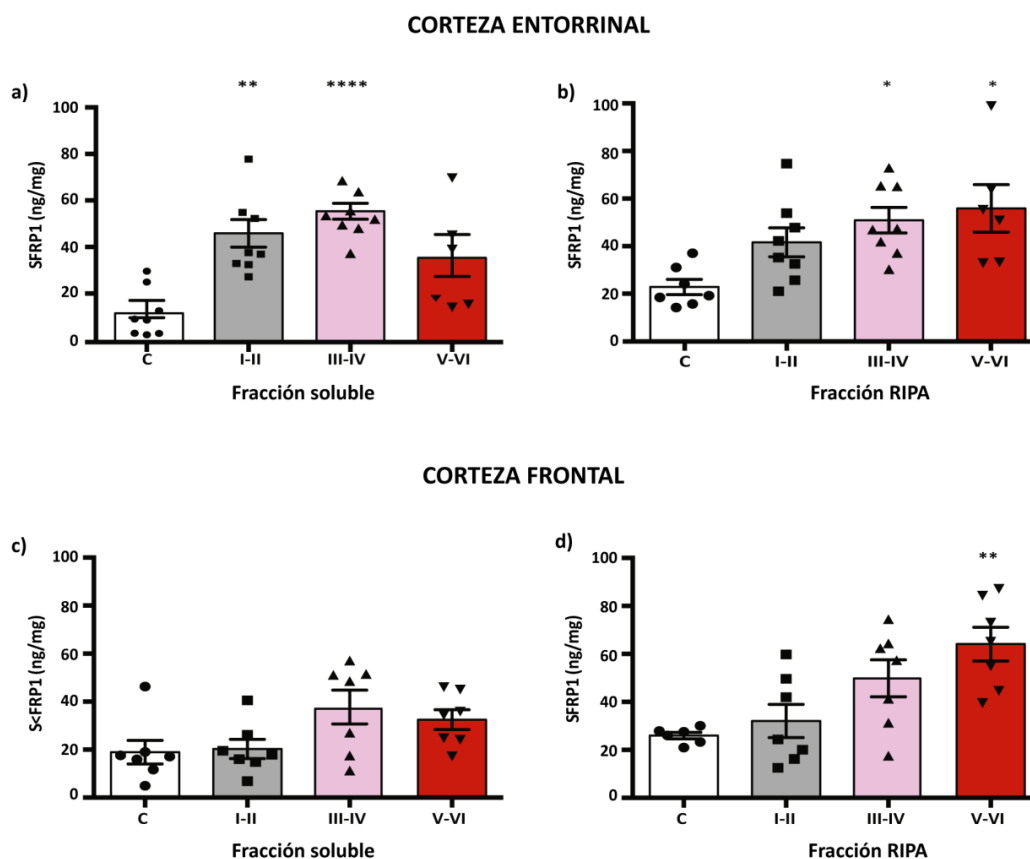 CORTEZA ENTORRINAL
a)
** ****
SFRP1 (ng/mg)
100
80
60
40
20
0
C I-II III-IV V-VI
Fracción soluble
b)
* *
SFRP1 (ng/mg)
100
80
60
40
20
0
C I-II III-IV V-VI
Fracción RIPA
CORTEZA FRONTAL
c)
S<FRP1 (ng/mg)
100
80
60
40
20
0
C I-II III-IV V-VI
Fracción soluble
d)
**
SFRP1 (ng/mg)
100
80
60
40
20
0
C I-II III-IV V-VI
Fracción RIPA